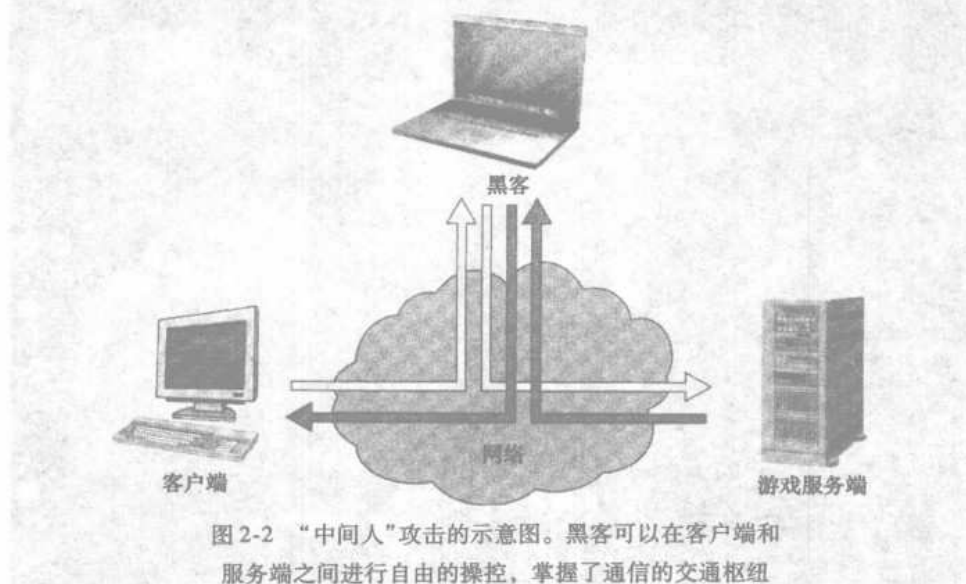 黑客
网络
客户端
游戏服务端
图 2-2 “中间人”攻击的示意图。黑客可以在客户端和
服务端之间进行自由的操控，掌握了通信的交通枢纽